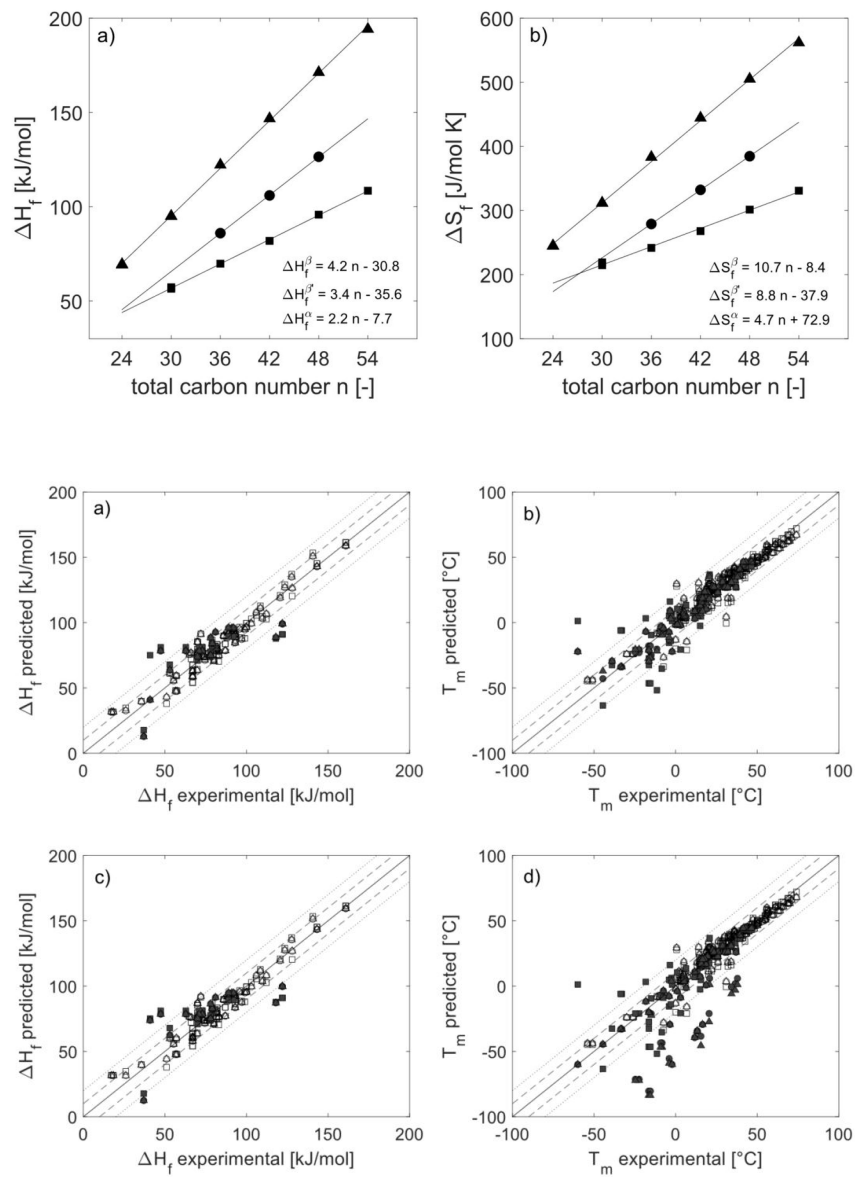 a)
200
150
100
50
ΔH_f [kJ/mol]
ΔH_f^β = 4.2 n - 30.8
ΔH_f^β' = 3.4 n - 35.6
ΔH_f^α = 2.2 n - 7.7
24 30 36 42 48 54
total carbon number n [-]
b)
600
500
400
300
200
100
ΔS_f [J/mol K]
ΔS_f^β = 10.7 n - 8.4
ΔS_f^β' = 8.8 n - 37.9
ΔS_f^α = 4.7 n + 72.9
24 30 36 42 48 54
total carbon number n [-]
a)
200
150
100
50
0
ΔH_f predicted [kJ/mol]
0 50 100 150 200
ΔH_f experimental [kJ/mol]
b)
100
50
0
-50
-100
T_m predicted [°C]
-100 -50 0 50 100
T_m experimental [°C]
c)
200
150
100
50
0
ΔH_f predicted [kJ/mol]
0 50 100 150 200
ΔH_f experimental [kJ/mol]
d)
100
50
0
-50
-100
T_m predicted [°C]
-100 -50 0 50 100
T_m experimental [°C]